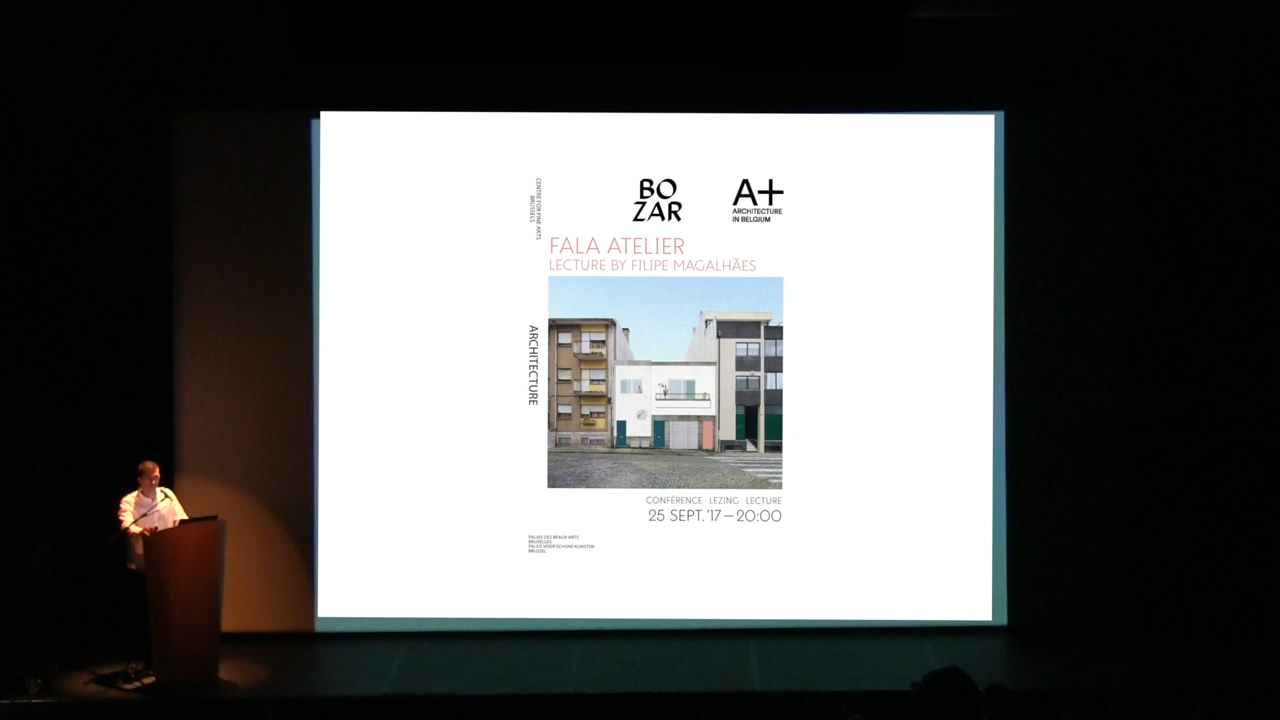 CENTRE FOR FINE ARTS
BRUSSELS
BO
ZAR
A+
ARCHITECTURE
IN BELGIUM
FALA ATELIER
LECTURE BY FILIPE MAGALHÃES
ARCHITECTURE
CONFÉRENCE · LEZING · LECTURE
25 SEPT.'17 – 20:00
PALAIS DES BEAUX-ARTS
BRUXELLES
PALEIS VOOR SCHONE KUNSTEN
BRUSSEL